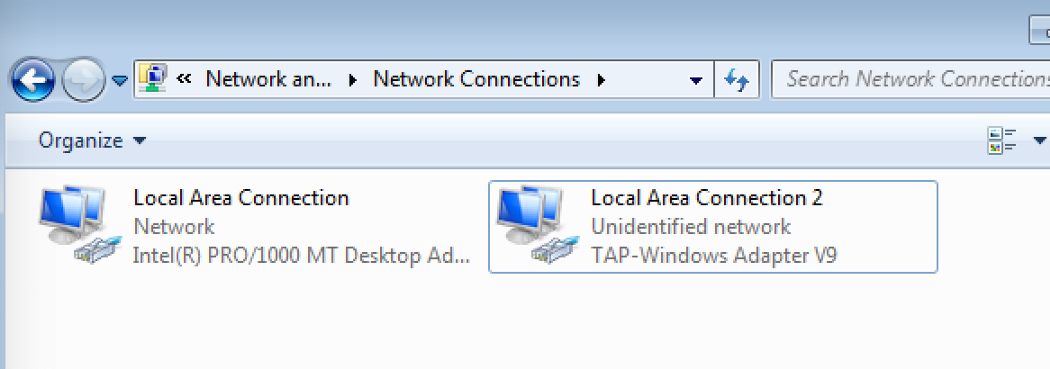 « Network an... Network Connections Search Network Connections
Organize
Local Area Connection
Network
Intel(R) PRO/1000 MT Desktop Ad...
Local Area Connection 2
Unidentified network
TAP-Windows Adapter V9